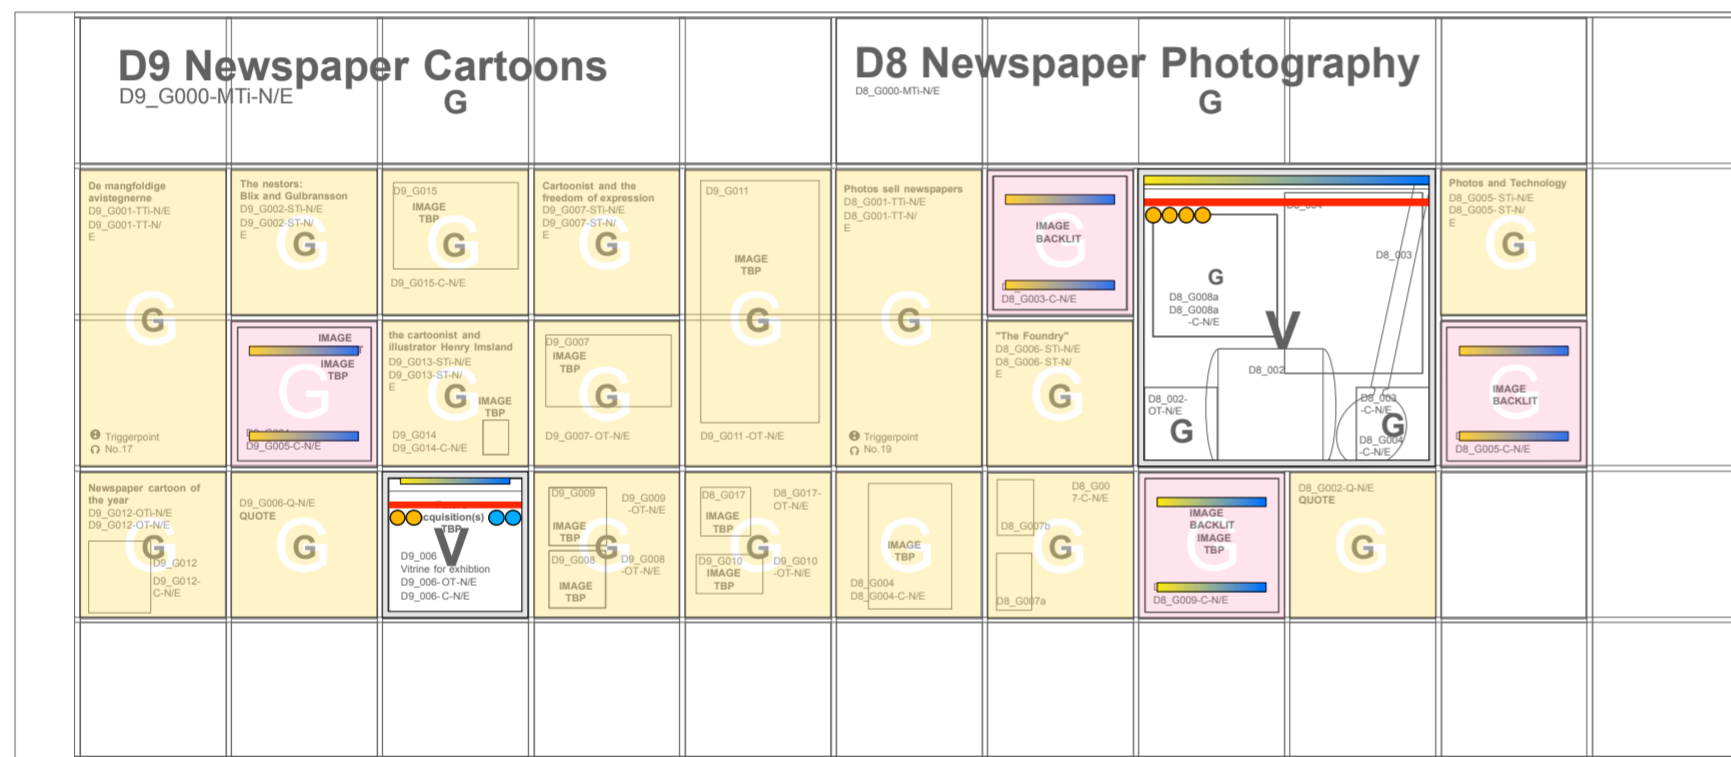 D9 Newspaper Cartoons
D9_G000-MTi-N/E
G
D8 Newspaper Photography
D8_G000-MTi-N/E
G
De mangfoldige
avistegnerne
D9_G001-TTi-N/E
D9_G001-TT-N/
E
G
Triggerpoint
No.17
The nestors:
Blix and Gulbransson
D9_G002-STi-N/E
D9_G002-ST-N/
E
G
D9_G015
IMAGE
TBP
G
D9_G015-C-N/E
Cartoonist and the
freedom of expression
D9_G007-STi-N/E
D9_G007-ST-N/
E
G
D9_G011
IMAGE
TBP
G
D9_G011-OT-N/E
Photos sell newspapers
D8_G001-TTi-N/E
D8_G001-TT-N/
E
G
Triggerpoint
No.19
IMAGE
BACKLIT
G
D8_G003-C-N/E
D8_003
G
D8_G008a
D8_G008a
-C-N/E
V
D8_002
D8_002-
OT-N/E
G
D8_003
-C-N/E
G
D8_G004
-C-N/E
Photos and Technology
D8_G005- STi-N/E
D8_G005- ST-N/
E
G
IMAGE
IMAGE
TBP
G
D9_G005-C-N/E
the cartoonist and
illustrator Henry Imsland
D9_G013-STi-N/E
D9_G013-ST-N/
E
G
IMAGE
TBP
D9_G014
D9_G014-C-N/E
D9_G007
IMAGE
TBP
G
D9_G007- OT-N/E
"The Foundry"
D8_G006- STi-N/E
D8_G006- ST-N/
E
G
IMAGE
BACKLIT
G
D8_G005-C-N/E
Newspaper cartoon of
the year
D9_G012-OTi-N/E
D9_G012-OT-N/E
G
D9_G012
D9_G012-
C-N/E
D9_G006-Q-N/E
QUOTE
G
cquisition(s)
TBP
V
D9_006
Vitrine for exhibtion
D9_006- OT-N/E
D9_006- C-N/E
D9_G009
IMAGE
TBP
D9_G009
-OT-N/E
G
D9_G008
IMAGE
TBP
D9_G008
-OT-N/E
D8_G017
IMAGE
TBP
D8_G017-
OT-N/E
G
D9_G010
IMAGE
TBP
D9_G010
-OT-N/E
IMAGE
TBP
G
D8_G004
D8_G004-C-N/E
D8_G00
7-C-N/E
D8_G007b
G
D8_G007a
IMAGE
BACKLIT
IMAGE
TBP
G
D8_G009-C-N/E
D8_G002-Q-N/E
QUOTE
G